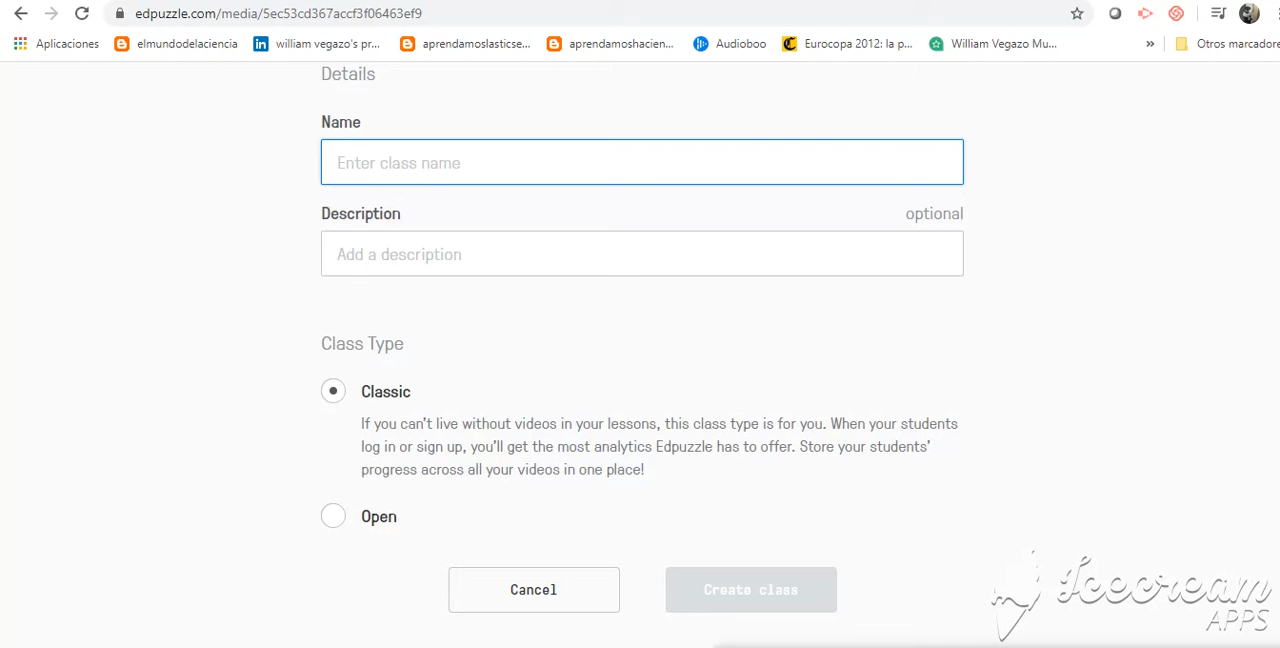 edpuzzle.com/media/5ec53cd367accf3f06463ef9
Aplicaciones elmundodelaciencia william vegazo's pr... aprendamoslasticse... aprendamoshacien... Audioboo Eurocopa 2012: la p... William Vegazo Mu... » Otros marcadore
Details
Name
Enter class name
Description optional
Add a description
Class Type
Classic
If you can't live without videos in your lessons, this class type is for you. When your students
log in or sign up, you'll get the most analytics Edpuzzle has to offer. Store your students'
progress across all your videos in one place!
Open
Cancel Create class
Icecream
APPS